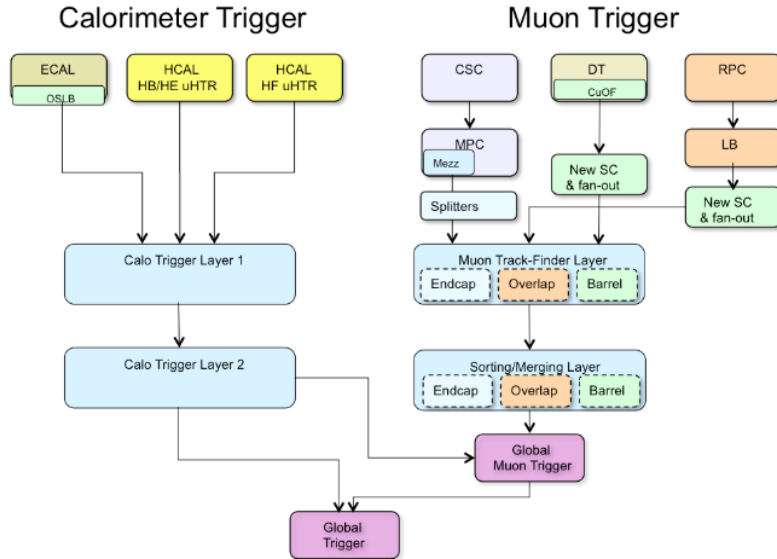 Calorimeter Trigger
Muon Trigger
ECAL
OSLB
HCAL
HB/HE uHTR
HCAL
HF uHTR
CSC
DT
CuOF
RPC
MPC
Mezz
LB
New SC
& fan-out
Splitters
New SC
& fan-out
Calo Trigger Layer 1
Muon Track-Finder Layer
Endcap
Overlap
Barrel
Calo Trigger Layer 2
Sorting/Merging Layer
Endcap
Overlap
Barrel
Global
Muon Trigger
Global
Trigger